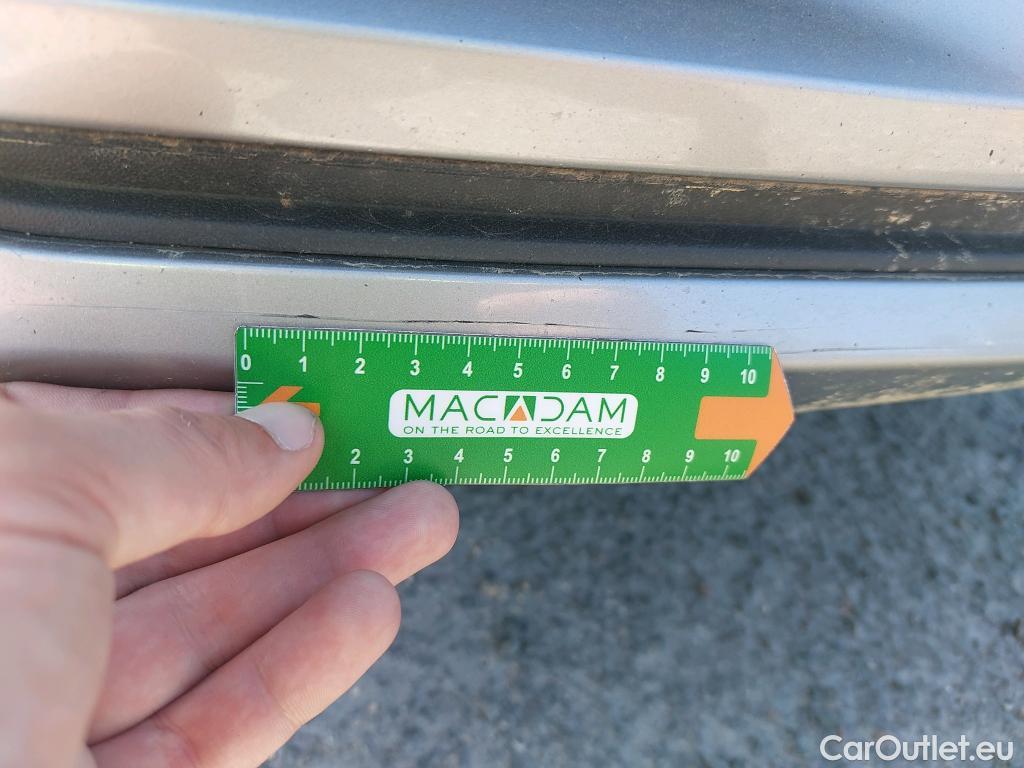 0 1 2 3 4 5 6 7 8 9 10
MACADAM
ON THE ROAD TO EXCELLENCE
2 3 4 5 6 7 8 9 10
CarOutlet.eu